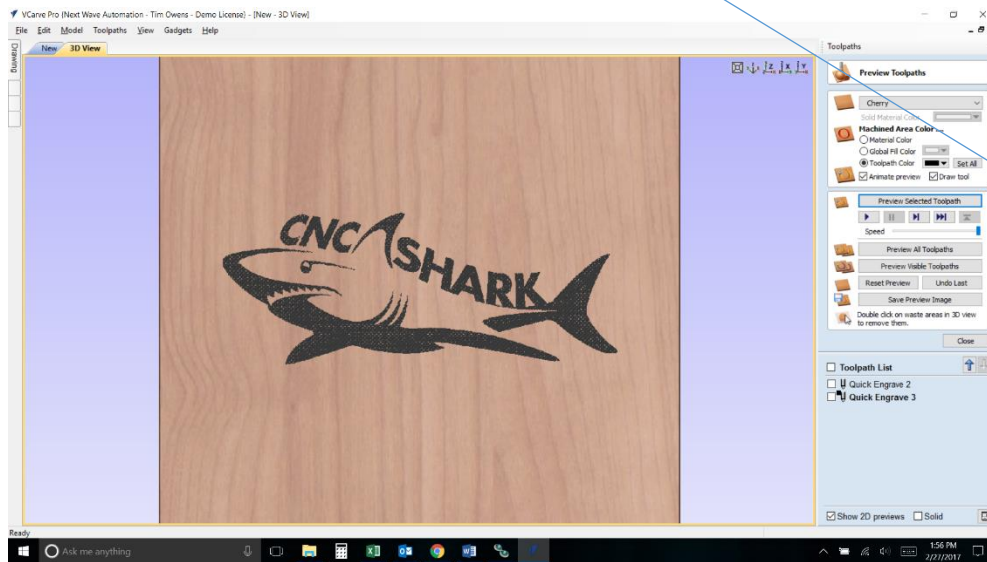 VCarve Pro {Next Wave Automation - Tim Owens - Demo License} - [New - 3D View]
File Edit Model Toolpaths View Gadgets Help
Drawing
New 3D View
CNC SHARK
Toolpaths
Preview Toolpaths
Cherry
Solid Material Color
Machined Area Color ...
Material Color
Global Fill Color
Toolpath Color Set All
Animate preview Draw tool
Preview Selected Toolpath
Speed
Preview All Toolpaths
Preview Visible Toolpaths
Reset Preview Undo Last
Save Preview Image
Double click on waste areas in 3D view
to remove them.
Close
Toolpath List
Quick Engrave 2
Quick Engrave 3
Show 2D previews Solid
Ready
Ask me anything
1:56 PM
2/27/2017